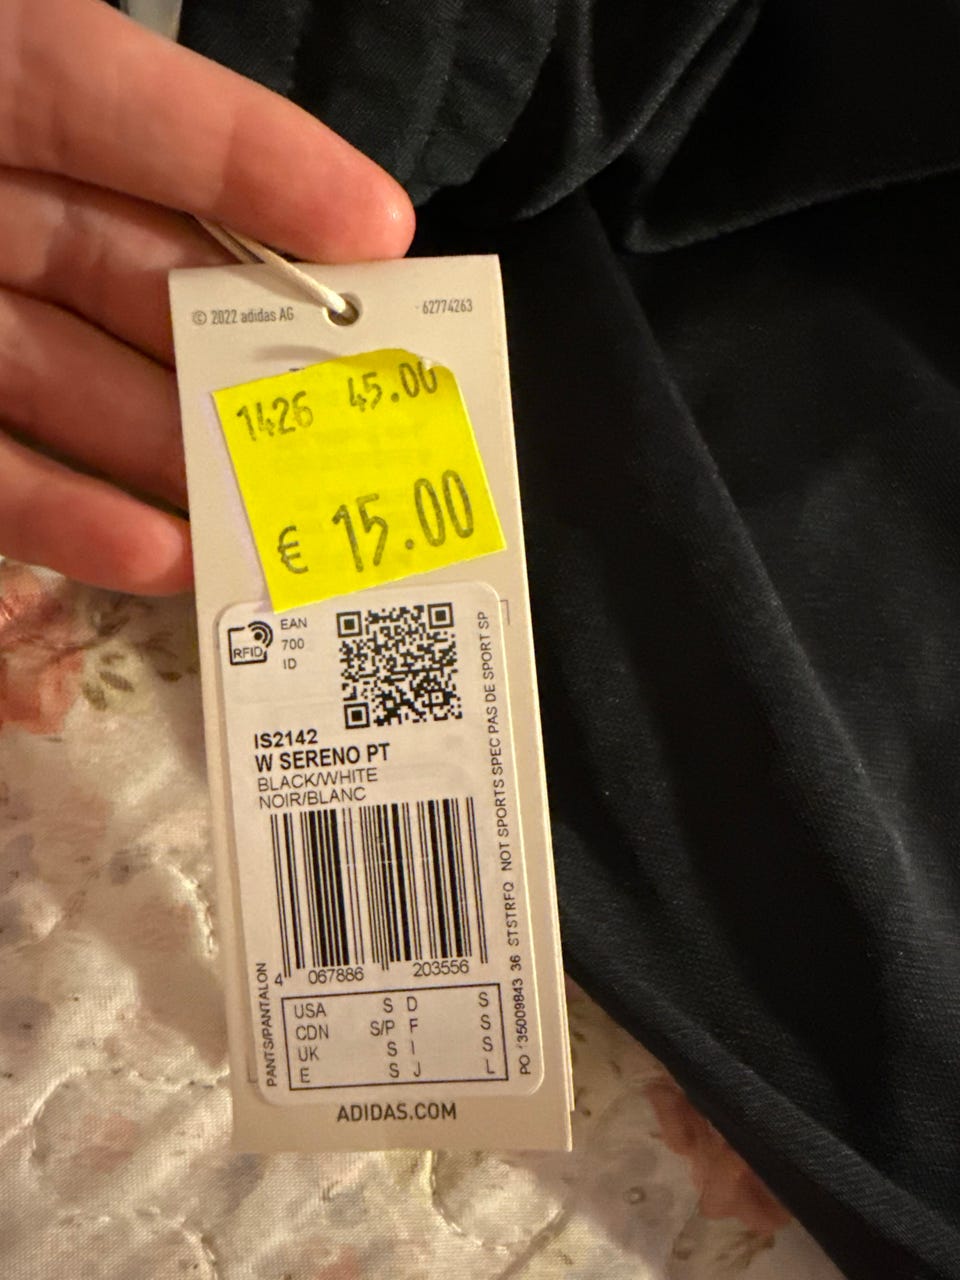 © 2022 adidas AG
62774263
1426 45.00
€ 15.00
RFID
EAN
700
ID
IS2142
W SERENO PT
BLACK/WHITE
NOIR/BLANC
4 067886 203556
PANTS/PANTALON
USA S D S
CDN S/P F S
UK S I S
E S J L
PO 35009843 36 STSTRFQ NOT SPORTS SPEC PAS DE SPORT SP
ADIDAS.COM